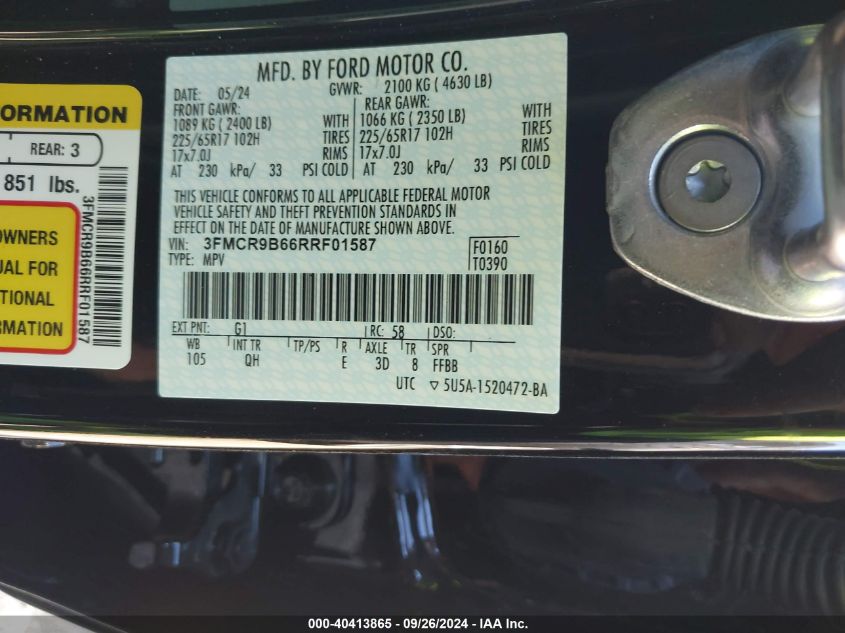 ORMATION
REAR: 3
851 lbs.
OWNERS
UAL FOR
TIONAL
RMATION
3FMCR9B66RRF01587
MFD. BY FORD MOTOR CO.
DATE: 05/24 GVWR: 2100 KG ( 4630 LB)
FRONT GAWR: REAR GAWR:
1089 KG ( 2400 LB) WITH 1066 KG ( 2350 LB) WITH
225/65R17 102H TIRES 225/65R17 102H TIRES
17x7.0J RIMS 17x7.0J RIMS
AT 230 kPa/ 33 PSI COLD AT 230 kPa/ 33 PSI COLD
THIS VEHICLE CONFORMS TO ALL APPLICABLE FEDERAL MOTOR
VEHICLE SAFETY AND THEFT PREVENTION STANDARDS IN
EFFECT ON THE DATE OF MANUFACTURE SHOWN ABOVE.
VIN: 3FMCR9B66RRF01587 F0160
TYPE: MPV T0390
EXT PNT: G1 RC: 58 DSO:
WB INT TR TP/PS R AXLE TR SPR
105 QH E 3D 8 FFBB
UTC ▽ 5U5A-1520472-BA
000-40413865 - 09/26/2024 - IAA Inc.